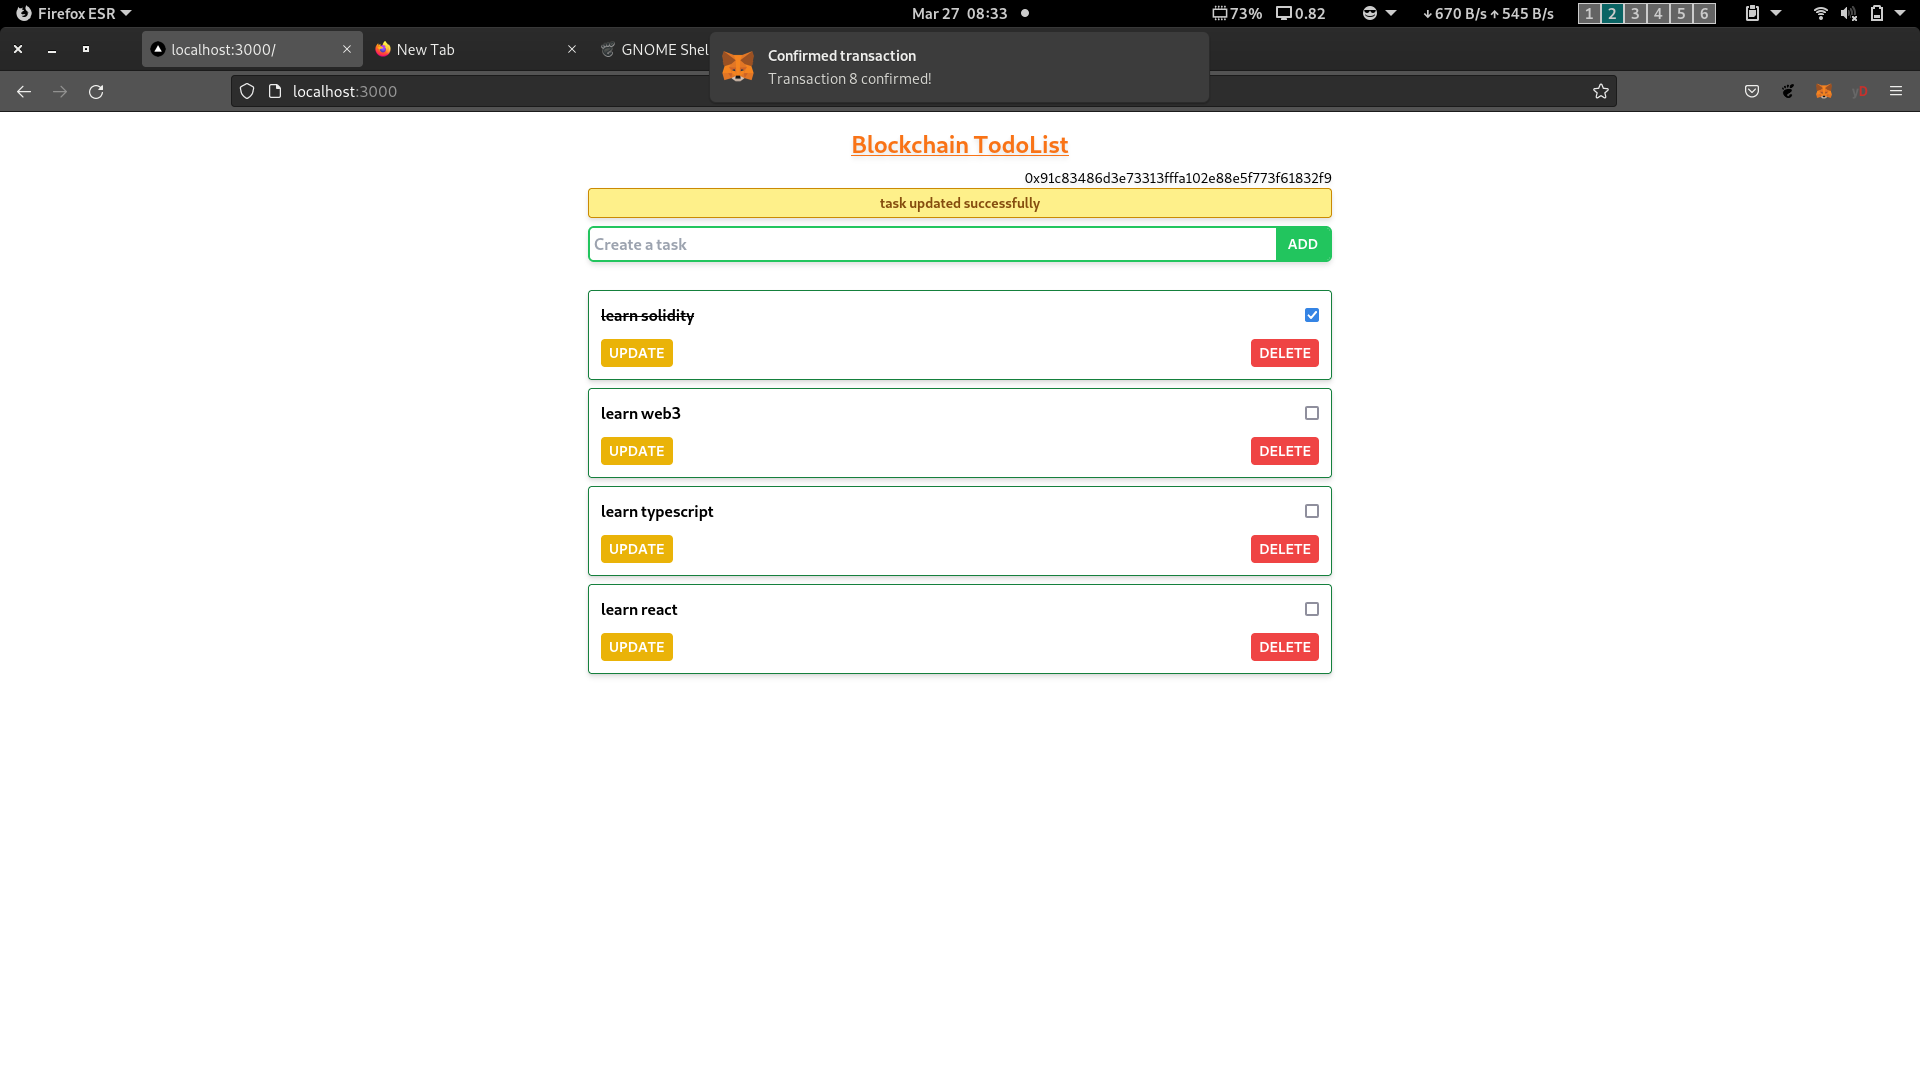 Firefox ESR
Mar 27 08:33
73% 0.82
↓670 B/s ↑545 B/s
1 2 3 4 5 6
localhost:3000/
New Tab
GNOME Shel
Confirmed transaction
Transaction 8 confirmed!
localhost:3000
yD
Blockchain TodoList
0x91c83486d3e73313fffa102e88e5f773f61832f9
task updated successfully
Create a task
ADD
learn solidity
UPDATE
DELETE
learn web3
UPDATE
DELETE
learn typescript
UPDATE
DELETE
learn react
UPDATE
DELETE